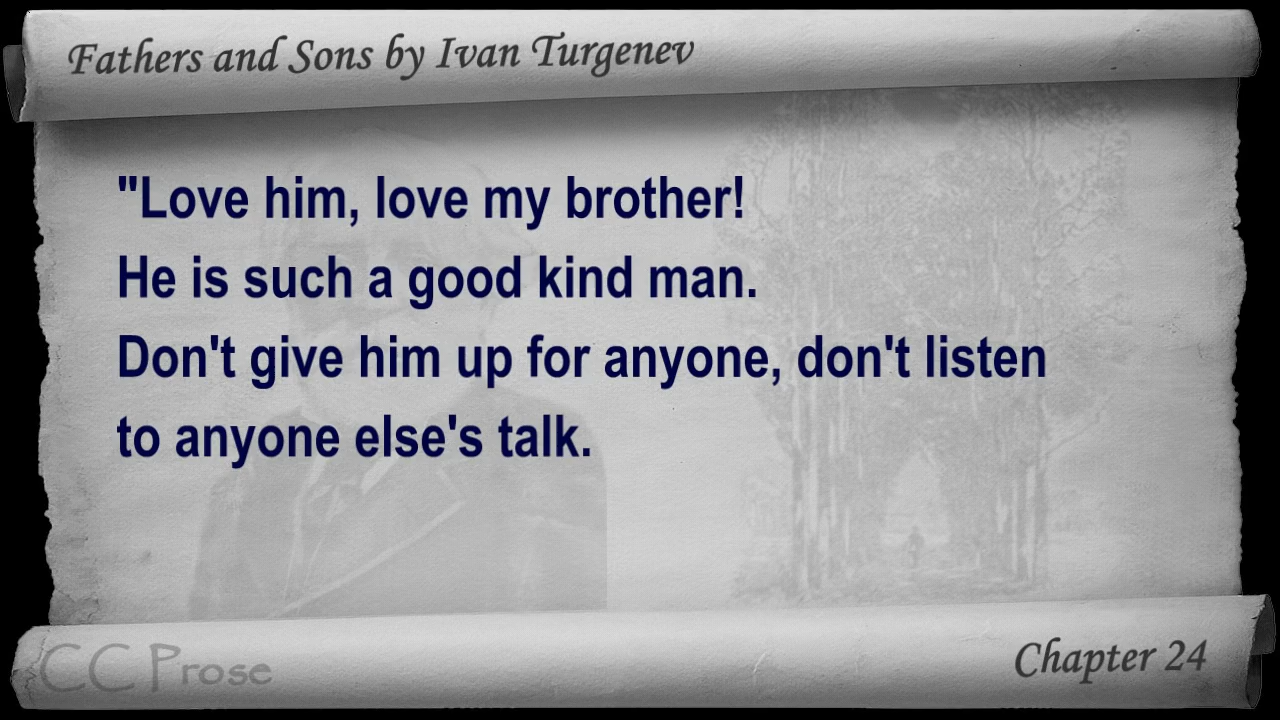 Fathers and Sons by Ivan Turgenev
"Love him, love my brother!
He is such a good kind man.
Don't give him up for anyone, don't listen
to anyone else's talk.
CC Prose
Chapter 24